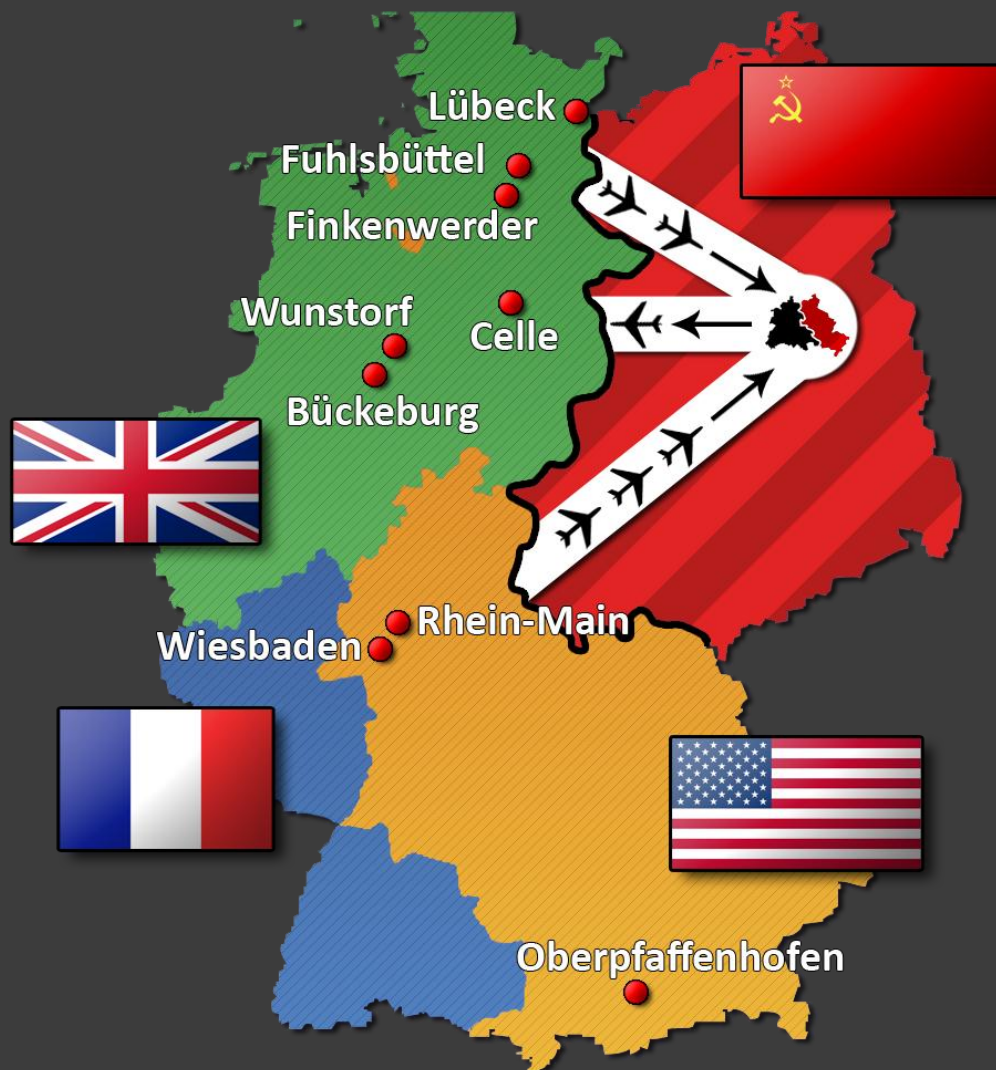 Lübeck
Fuhlsbüttel
Finkenwerder
Wunstorf
Celle
Bückeburg
Rhein-Main
Wiesbaden
Oberpfaffenhofen